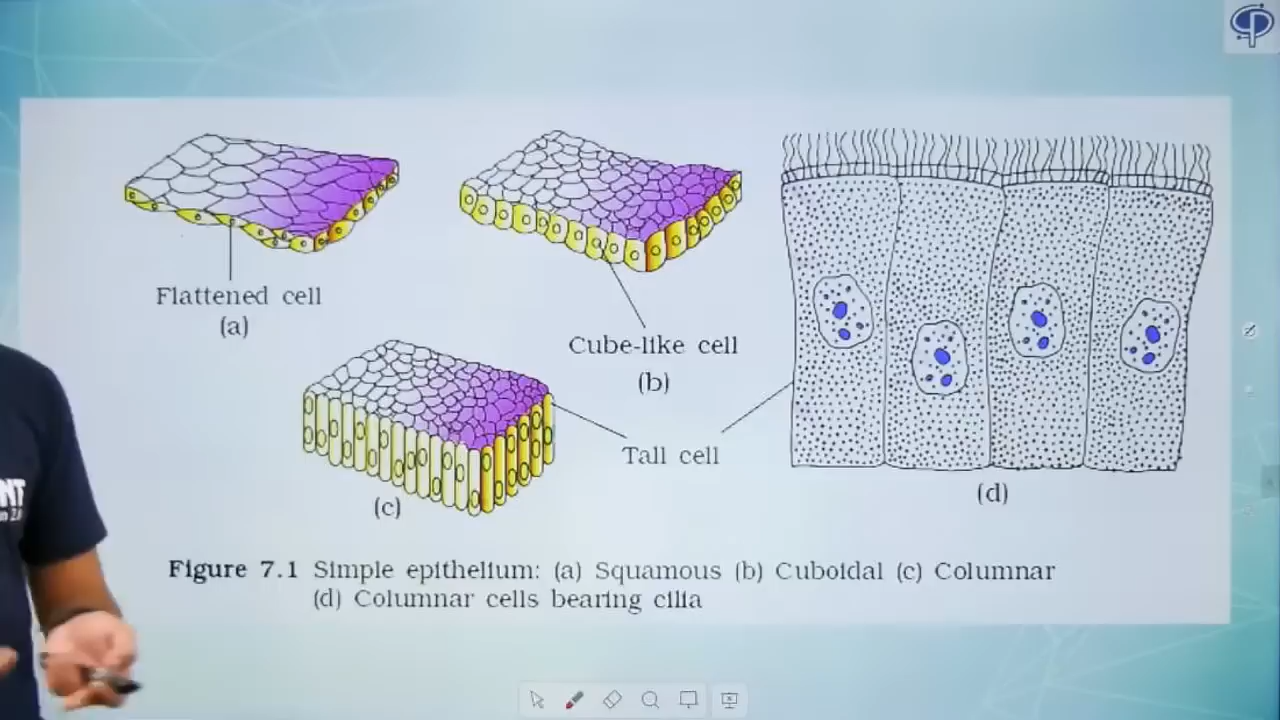 Flattened cell
(a)
Cube-like cell
(b)
Tall cell
(c)
(d)
Figure 7.1 Simple epithelium: (a) Squamous (b) Cuboidal (c) Columnar
(d) Columnar cells bearing cilia